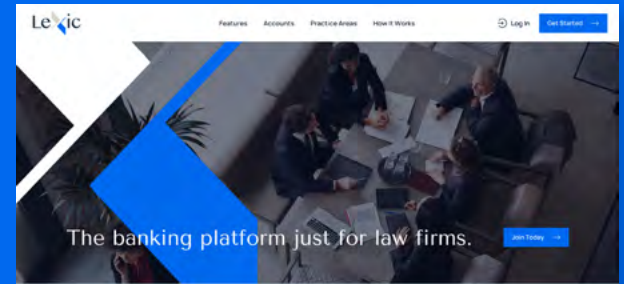 Lexic
Features Accounts Practice Areas How It Works Log In Get Started →
The banking platform just for law firms.
Join Today →